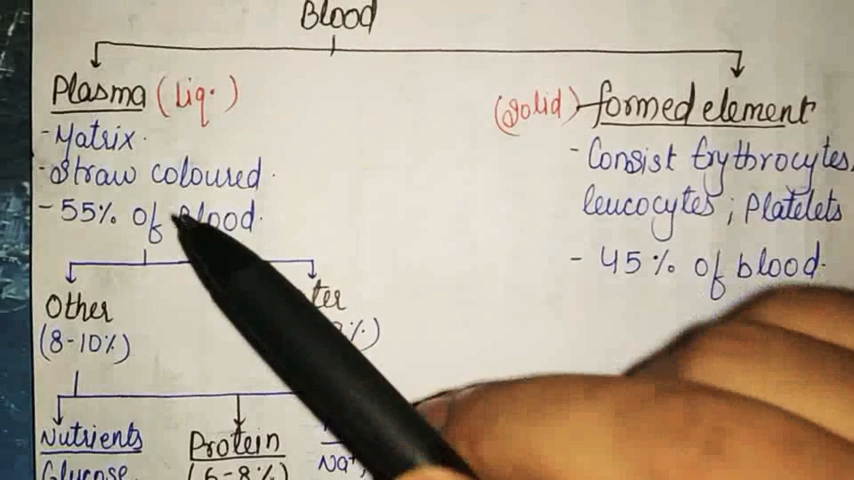 Blood
Plasma (Liq.)
- Matrix.
- Straw coloured.
- 55% of Blood.
(Solid) formed element
- Consist Erythrocytes,
leucocytes ; Platelets
- 45% of blood.
Other
(8-10%)
Nutrients
Glucose
Protein
(6-8%)
Na+,